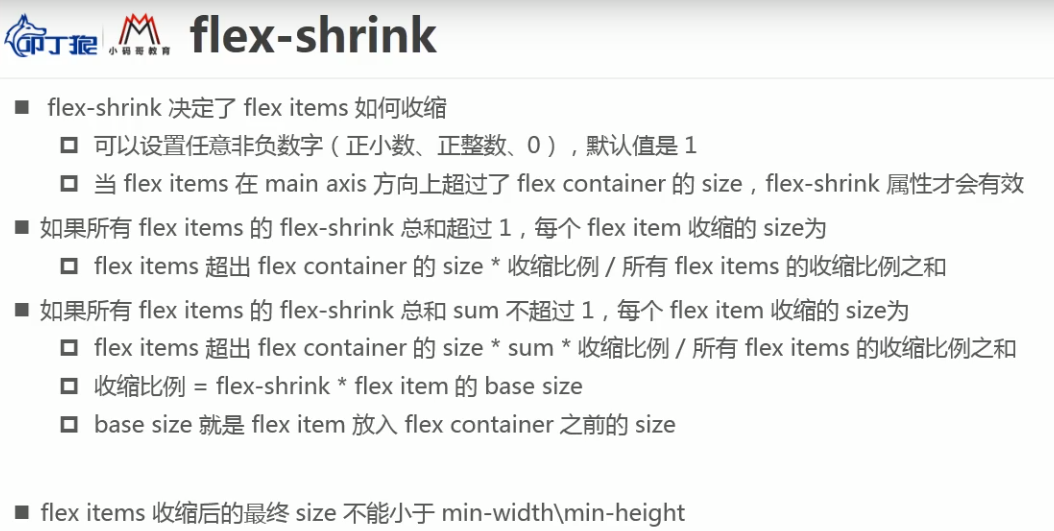 叩丁狼
小码哥教育
flex-shrink
■ flex-shrink 决定了 flex items 如何收缩
可以设置任意非负数字（正小数、正整数、0），默认值是 1
当 flex items 在 main axis 方向上超过了 flex container 的 size，flex-shrink 属性才会有效
■ 如果所有 flex items 的 flex-shrink 总和超过 1，每个 flex item 收缩的 size为
flex items 超出 flex container 的 size * 收缩比例 / 所有 flex items 的收缩比例之和
■ 如果所有 flex items 的 flex-shrink 总和 sum 不超过 1，每个 flex item 收缩的 size为
flex items 超出 flex container 的 size * sum * 收缩比例 / 所有 flex items 的收缩比例之和
收缩比例 = flex-shrink * flex item 的 base size
base size 就是 flex item 放入 flex container 之前的 size
■ flex items 收缩后的最终 size 不能小于 min-width\min-height